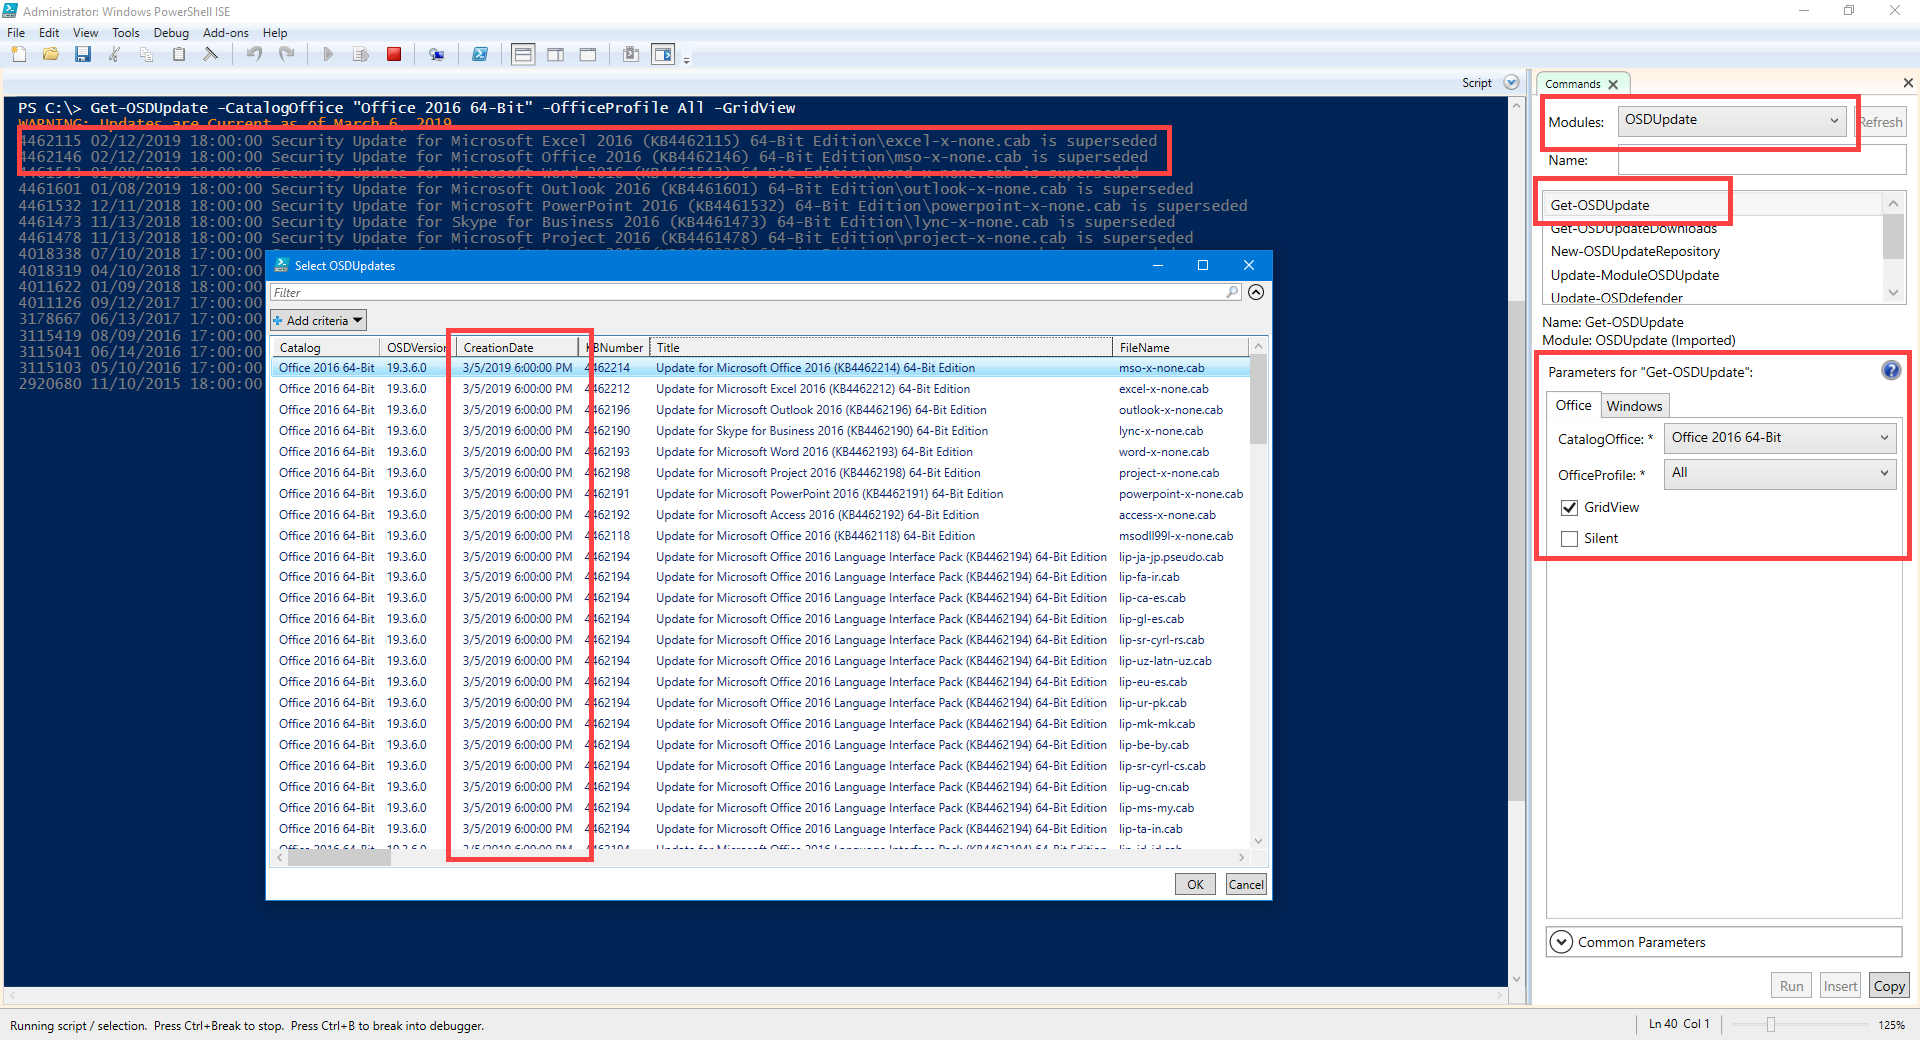 Administrator: Windows PowerShell ISE
File Edit View Tools Debug Add-ons Help
Script
PS C:\> Get-OSDUpdate -CatalogOffice "Office 2016 64-Bit" -OfficeProfile All -GridView
WARNING: Updates are Current as of March 6, 2019
4462115 02/12/2019 18:00:00 Security Update for Microsoft Excel 2016 (KB4462115) 64-Bit Edition\excel-x-none.cab is superseded
4462146 02/12/2019 18:00:00 Security Update for Microsoft Office 2016 (KB4462146) 64-Bit Edition\mso-x-none.cab is superseded
4461543 01/08/2019 18:00:00 Security Update for Microsoft Word 2016 (KB4461543) 64-Bit Edition\word-x-none.cab is superseded
4461601 01/08/2019 18:00:00 Security Update for Microsoft Outlook 2016 (KB4461601) 64-Bit Edition\outlook-x-none.cab is superseded
4461532 12/11/2018 18:00:00 Security Update for Microsoft PowerPoint 2016 (KB4461532) 64-Bit Edition\powerpoint-x-none.cab is superseded
4461473 11/13/2018 18:00:00 Security Update for Skype for Business 2016 (KB4461473) 64-Bit Edition\lync-x-none.cab is superseded
4461478 11/13/2018 18:00:00 Security Update for Microsoft Project 2016 (KB4461478) 64-Bit Edition\project-x-none.cab is superseded
4018338 07/10/2018 17:00:00
4018319 04/10/2018 17:00:00
4011622 01/09/2018 18:00:00
4011126 09/12/2017 17:00:00
3178667 06/13/2017 17:00:00
3115419 08/09/2016 17:00:00
3115041 06/14/2016 17:00:00
3115103 05/10/2016 17:00:00
2920680 11/10/2015 18:00:00
Select OSDUpdates
Filter
Add criteria
Catalog OSDVersion CreationDate KBNumber Title FileName
Office 2016 64-Bit 19.3.6.0 3/5/2019 6:00:00 PM 4462214 Update for Microsoft Office 2016 (KB4462214) 64-Bit Edition mso-x-none.cab
Office 2016 64-Bit 19.3.6.0 3/5/2019 6:00:00 PM 4462212 Update for Microsoft Excel 2016 (KB4462212) 64-Bit Edition excel-x-none.cab
Office 2016 64-Bit 19.3.6.0 3/5/2019 6:00:00 PM 4462196 Update for Microsoft Outlook 2016 (KB4462196) 64-Bit Edition outlook-x-none.cab
Office 2016 64-Bit 19.3.6.0 3/5/2019 6:00:00 PM 4462190 Update for Skype for Business 2016 (KB4462190) 64-Bit Edition lync-x-none.cab
Office 2016 64-Bit 19.3.6.0 3/5/2019 6:00:00 PM 4462193 Update for Microsoft Word 2016 (KB4462193) 64-Bit Edition word-x-none.cab
Office 2016 64-Bit 19.3.6.0 3/5/2019 6:00:00 PM 4462198 Update for Microsoft Project 2016 (KB4462198) 64-Bit Edition project-x-none.cab
Office 2016 64-Bit 19.3.6.0 3/5/2019 6:00:00 PM 4462191 Update for Microsoft PowerPoint 2016 (KB4462191) 64-Bit Edition powerpoint-x-none.cab
Office 2016 64-Bit 19.3.6.0 3/5/2019 6:00:00 PM 4462192 Update for Microsoft Access 2016 (KB4462192) 64-Bit Edition access-x-none.cab
Office 2016 64-Bit 19.3.6.0 3/5/2019 6:00:00 PM 4462118 Update for Microsoft Office 2016 (KB4462118) 64-Bit Edition msodll99l-x-none.cab
Office 2016 64-Bit 19.3.6.0 3/5/2019 6:00:00 PM 4462194 Update for Microsoft Office 2016 Language Interface Pack (KB4462194) 64-Bit Edition lip-ja-jp.pseudo.cab
Office 2016 64-Bit 19.3.6.0 3/5/2019 6:00:00 PM 4462194 Update for Microsoft Office 2016 Language Interface Pack (KB4462194) 64-Bit Edition lip-fa-ir.cab
Office 2016 64-Bit 19.3.6.0 3/5/2019 6:00:00 PM 4462194 Update for Microsoft Office 2016 Language Interface Pack (KB4462194) 64-Bit Edition lip-ca-es.cab
Office 2016 64-Bit 19.3.6.0 3/5/2019 6:00:00 PM 4462194 Update for Microsoft Office 2016 Language Interface Pack (KB4462194) 64-Bit Edition lip-gl-es.cab
Office 2016 64-Bit 19.3.6.0 3/5/2019 6:00:00 PM 4462194 Update for Microsoft Office 2016 Language Interface Pack (KB4462194) 64-Bit Edition lip-sr-cyrl-rs.cab
Office 2016 64-Bit 19.3.6.0 3/5/2019 6:00:00 PM 4462194 Update for Microsoft Office 2016 Language Interface Pack (KB4462194) 64-Bit Edition lip-uz-latn-uz.cab
Office 2016 64-Bit 19.3.6.0 3/5/2019 6:00:00 PM 4462194 Update for Microsoft Office 2016 Language Interface Pack (KB4462194) 64-Bit Edition lip-eu-es.cab
Office 2016 64-Bit 19.3.6.0 3/5/2019 6:00:00 PM 4462194 Update for Microsoft Office 2016 Language Interface Pack (KB4462194) 64-Bit Edition lip-ur-pk.cab
Office 2016 64-Bit 19.3.6.0 3/5/2019 6:00:00 PM 4462194 Update for Microsoft Office 2016 Language Interface Pack (KB4462194) 64-Bit Edition lip-mk-mk.cab
Office 2016 64-Bit 19.3.6.0 3/5/2019 6:00:00 PM 4462194 Update for Microsoft Office 2016 Language Interface Pack (KB4462194) 64-Bit Edition lip-be-by.cab
Office 2016 64-Bit 19.3.6.0 3/5/2019 6:00:00 PM 4462194 Update for Microsoft Office 2016 Language Interface Pack (KB4462194) 64-Bit Edition lip-sr-cyrl-cs.cab
Office 2016 64-Bit 19.3.6.0 3/5/2019 6:00:00 PM 4462194 Update for Microsoft Office 2016 Language Interface Pack (KB4462194) 64-Bit Edition lip-ug-cn.cab
Office 2016 64-Bit 19.3.6.0 3/5/2019 6:00:00 PM 4462194 Update for Microsoft Office 2016 Language Interface Pack (KB4462194) 64-Bit Edition lip-ms-my.cab
Office 2016 64-Bit 19.3.6.0 3/5/2019 6:00:00 PM 4462194 Update for Microsoft Office 2016 Language Interface Pack (KB4462194) 64-Bit Edition lip-ta-in.cab
OK Cancel
Commands
Modules: OSDUpdate Refresh
Name:
Get-OSDUpdate
Get-OSDUpdateDownloads
New-OSDUpdateRepository
Update-ModuleOSDUpdate
Update-OSDdefender
Name: Get-OSDUpdate
Module: OSDUpdate (Imported)
Parameters for "Get-OSDUpdate":
Office Windows
CatalogOffice: * Office 2016 64-Bit
OfficeProfile: * All
GridView
Silent
Common Parameters
Run Insert Copy
Running script / selection. Press Ctrl+Break to stop. Press Ctrl+B to break into debugger.
Ln 40 Col 1
125%